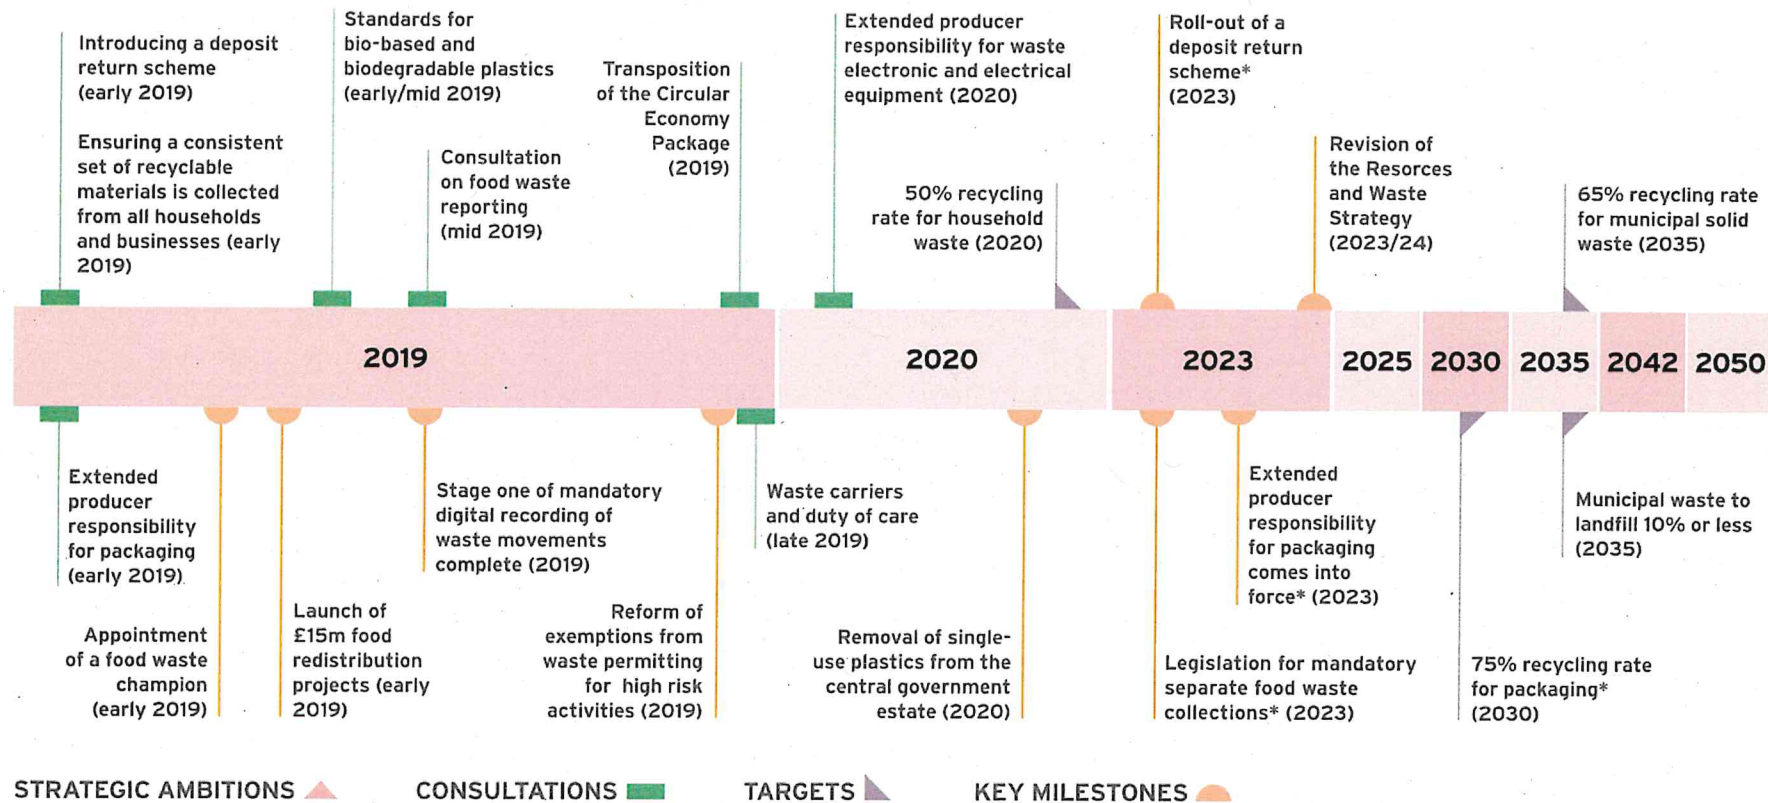 Introducing a deposit
return scheme
(early 2019)
Ensuring a consistent
set of recyclable
materials is collected
from all households
and businesses (early
2019)
Standards for
bio-based and
biodegradable plastics
(early/mid 2019)
Consultation
on food waste
reporting
(mid 2019)
Transposition
of the Circular
Economy
Package
(2019)
Extended producer
responsibility for waste
electronic and electrical
equipment (2020)
50% recycling
rate for household
waste (2020)
Roll-out of a
deposit return
scheme*
(2023)
Revision of
the Resorces
and Waste
Strategy
(2023/24)
65% recycling rate
for municipal solid
waste (2035)
2019
2020
2023
2025
2030
2035
2042
2050
Extended
producer
responsibility
for packaging
(early 2019)
Appointment
of a food waste
champion
(early 2019)
Launch of
£15m food
redistribution
projects (early
2019)
Stage one of mandatory
digital recording of
waste movements
complete (2019)
Reform of
exemptions from
waste permitting
for high risk
activities (2019)
Waste carriers
and duty of care
(late 2019)
Removal of single-
use plastics from the
central government
estate (2020)
Extended
producer
responsibility
for packaging
comes into
force* (2023)
Legislation for mandatory
separate food waste
collections* (2023)
75% recycling rate
for packaging*
(2030)
Municipal waste to
landfill 10% or less
(2035)
STRATEGIC AMBITIONS
CONSULTATIONS
TARGETS
KEY MILESTONES